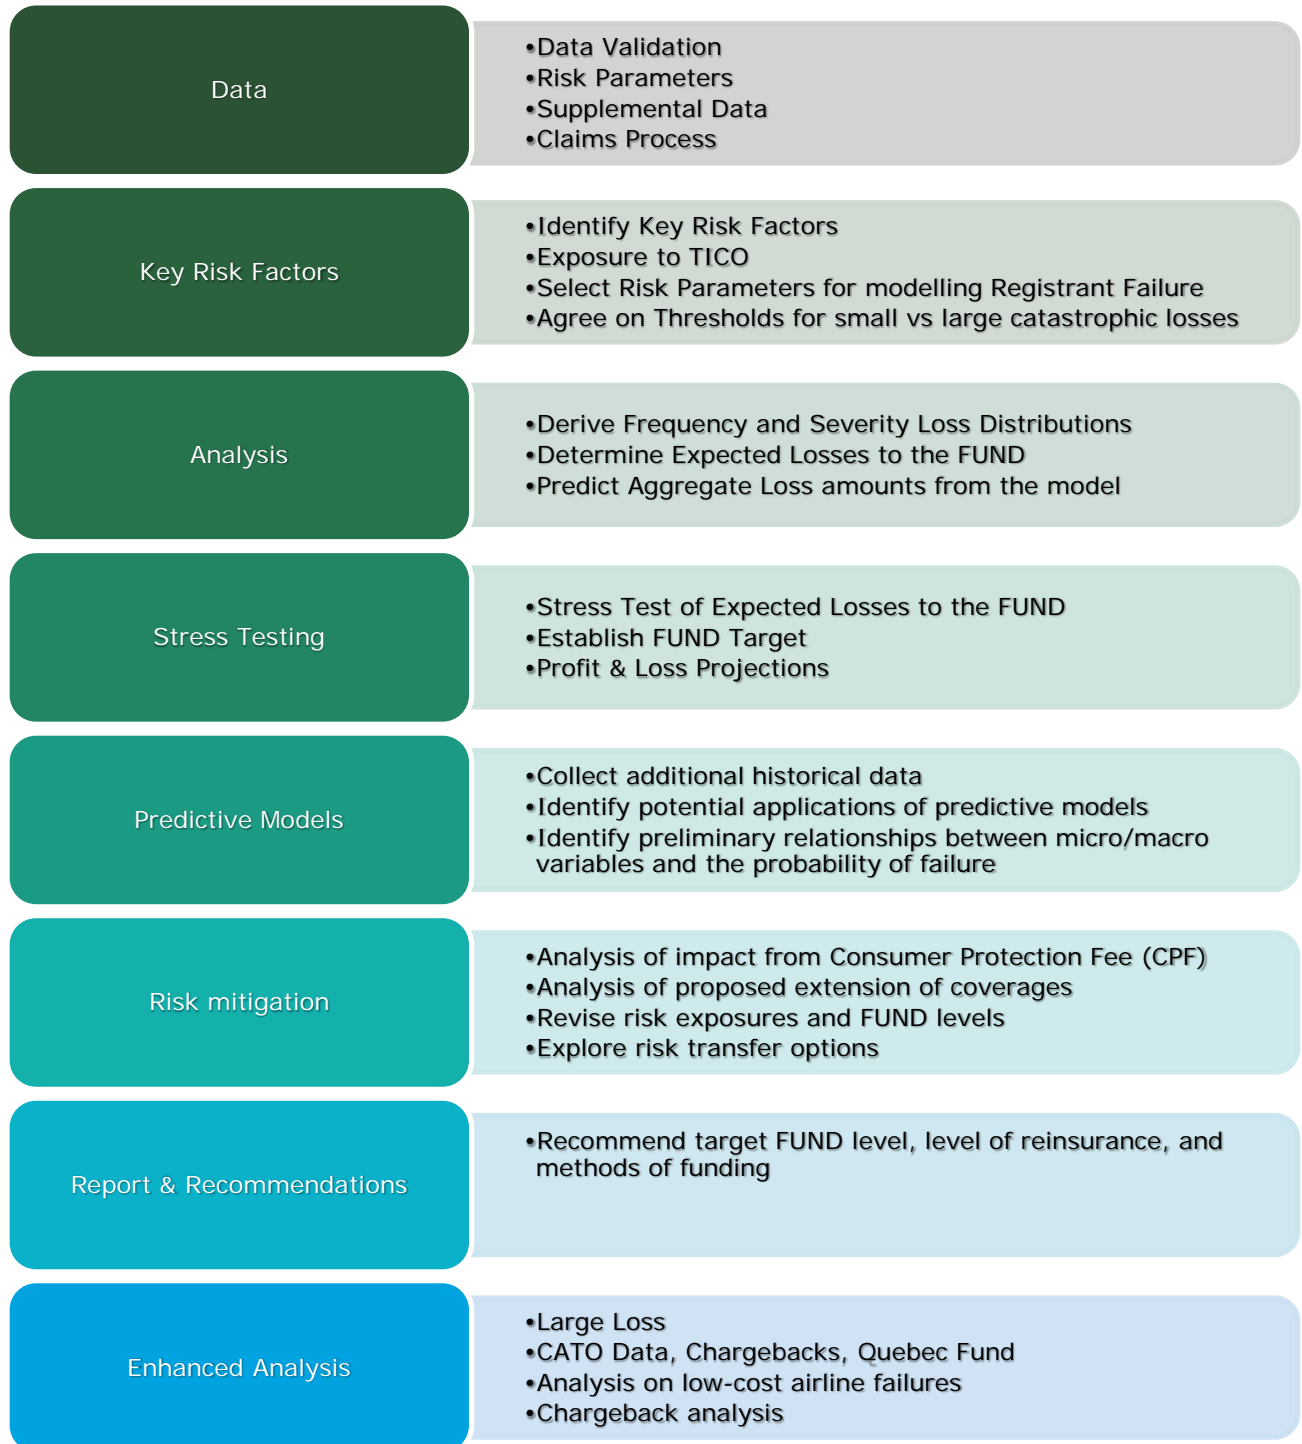 Data
•Data Validation
•Risk Parameters
•Supplemental Data
•Claims Process
Key Risk Factors
•Identify Key Risk Factors
•Exposure to TICO
•Select Risk Parameters for modelling Registrant Failure
•Agree on Thresholds for small vs large catastrophic losses
Analysis
•Derive Frequency and Severity Loss Distributions
•Determine Expected Losses to the FUND
•Predict Aggregate Loss amounts from the model
Stress Testing
•Stress Test of Expected Losses to the FUND
•Establish FUND Target
•Profit & Loss Projections
Predictive Models
•Collect additional historical data
•Identify potential applications of predictive models
•Identify preliminary relationships between micro/macro
variables and the probability of failure
Risk mitigation
•Analysis of impact from Consumer Protection Fee (CPF)
•Analysis of proposed extension of coverages
•Revise risk exposures and FUND levels
•Explore risk transfer options
Report & Recommendations
•Recommend target FUND level, level of reinsurance, and
methods of funding
Enhanced Analysis
•Large Loss
•CATO Data, Chargebacks, Quebec Fund
•Analysis on low-cost airline failures
•Chargeback analysis